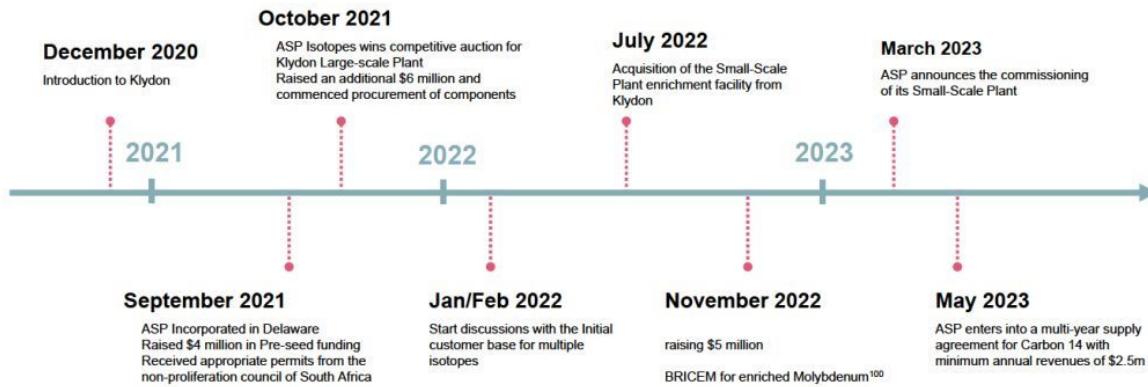 December 2020
Introduction to Klydon
October 2021
ASP Isotopes wins competitive auction for
Klydon Large-scale Plant
Raised an additional $6 million and
commenced procurement of components
July 2022
Acquisition of the Small-Scale
Plant enrichment facility from
Klydon
March 2023
ASP announces the commissioning
of its Small-Scale Plant
2021
2022
2023
September 2021
ASP Incorporated in Delaware
Raised $4 million in Pre-seed funding
Received appropriate permits from the
non-proliferation council of South Africa
Jan/Feb 2022
Start discussions with the Initial
customer base for multiple
isotopes
November 2022
raising $5 million
BRICEM for enriched Molybdenum¹⁰⁰
May 2023
ASP enters into a multi-year supply
agreement for Carbon 14 with
minimum annual revenues of $2.5m